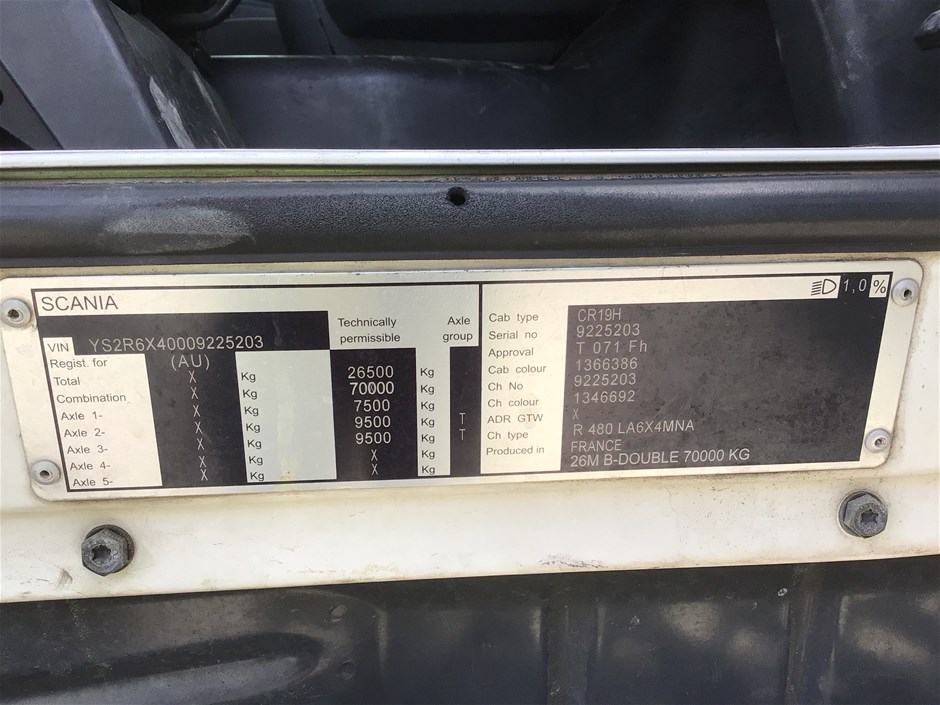 SCANIA
1,0 %
VIN YS2R6X40009225203
Technically permissible
Axle group
Regist. for (AU)
Total X Kg 26500 Kg
Combination X Kg 70000 Kg
Axle 1- X Kg 7500 Kg
Axle 2- X Kg 9500 Kg T
Axle 3- X Kg 9500 Kg T
Axle 4- X Kg X Kg
Axle 5- X Kg X Kg
Cab type CR19H
Serial no 9225203
Approval T 071 Fh
Cab colour 1366386
Ch No 9225203
Ch colour 1346692
ADR GTW X
Ch type R 480 LA6X4MNA
Produced in FRANCE
26M B-DOUBLE 70000 KG